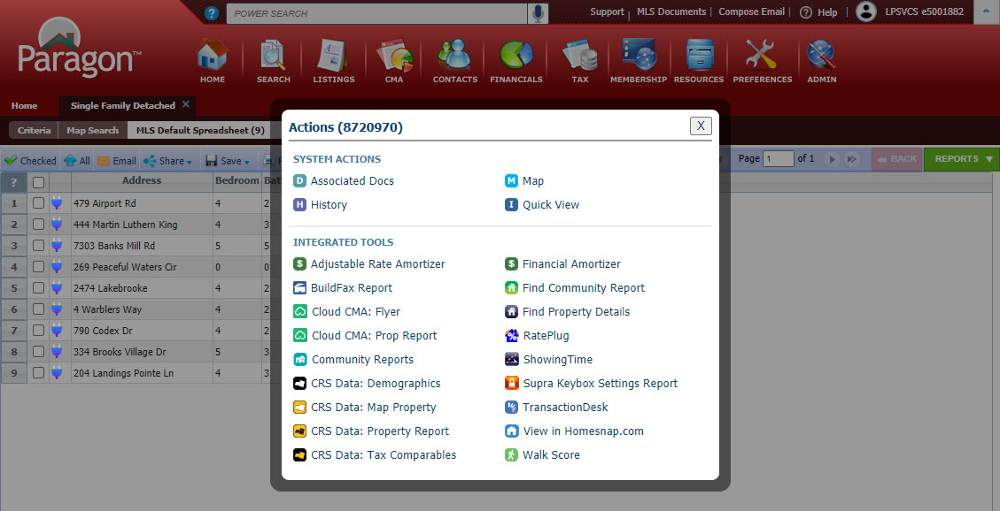 ? POWER SEARCH
Support | MLS Documents | Compose Email | ? Help | LPSVCS e5001882
Paragon™
HOME SEARCH LISTINGS CMA CONTACTS FINANCIALS TAX MEMBERSHIP RESOURCES PREFERENCES ADMIN
Home Single Family Detached X
Criteria Map Search MLS Default Spreadsheet (9)
Checked All Email Share Save Page 1 of 1 BACK REPORTS
? Address Bedroom
1 479 Airport Rd 4 2
2 444 Martin Luthern King 4 3
3 7303 Banks Mill Rd 5 5
4 269 Peaceful Waters Cir 0 0
5 2474 Lakebrooke 4 2
6 4 Warblers Way 4 2
7 790 Codex Dr 4 2
8 334 Brooks Village Dr 5 3
9 204 Landings Pointe Ln 4 3
Actions (8720970) X
SYSTEM ACTIONS
D Associated Docs
M Map
H History
I Quick View
INTEGRATED TOOLS
$ Adjustable Rate Amortizer
$ Financial Amortizer
BuildFax Report
Find Community Report
Cloud CMA: Flyer
Find Property Details
Cloud CMA: Prop Report
% RatePlug
Community Reports
ShowingTime
CRS Data: Demographics
Supra Keybox Settings Report
CRS Data: Map Property
TransactionDesk
CRS Data: Property Report
View in Homesnap.com
CRS Data: Tax Comparables
Walk Score